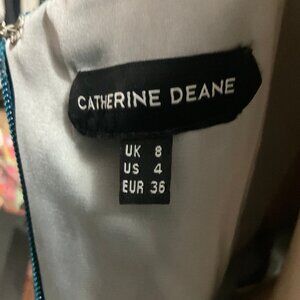 CATHERINE DEANE
UK 8
US 4
EUR 36